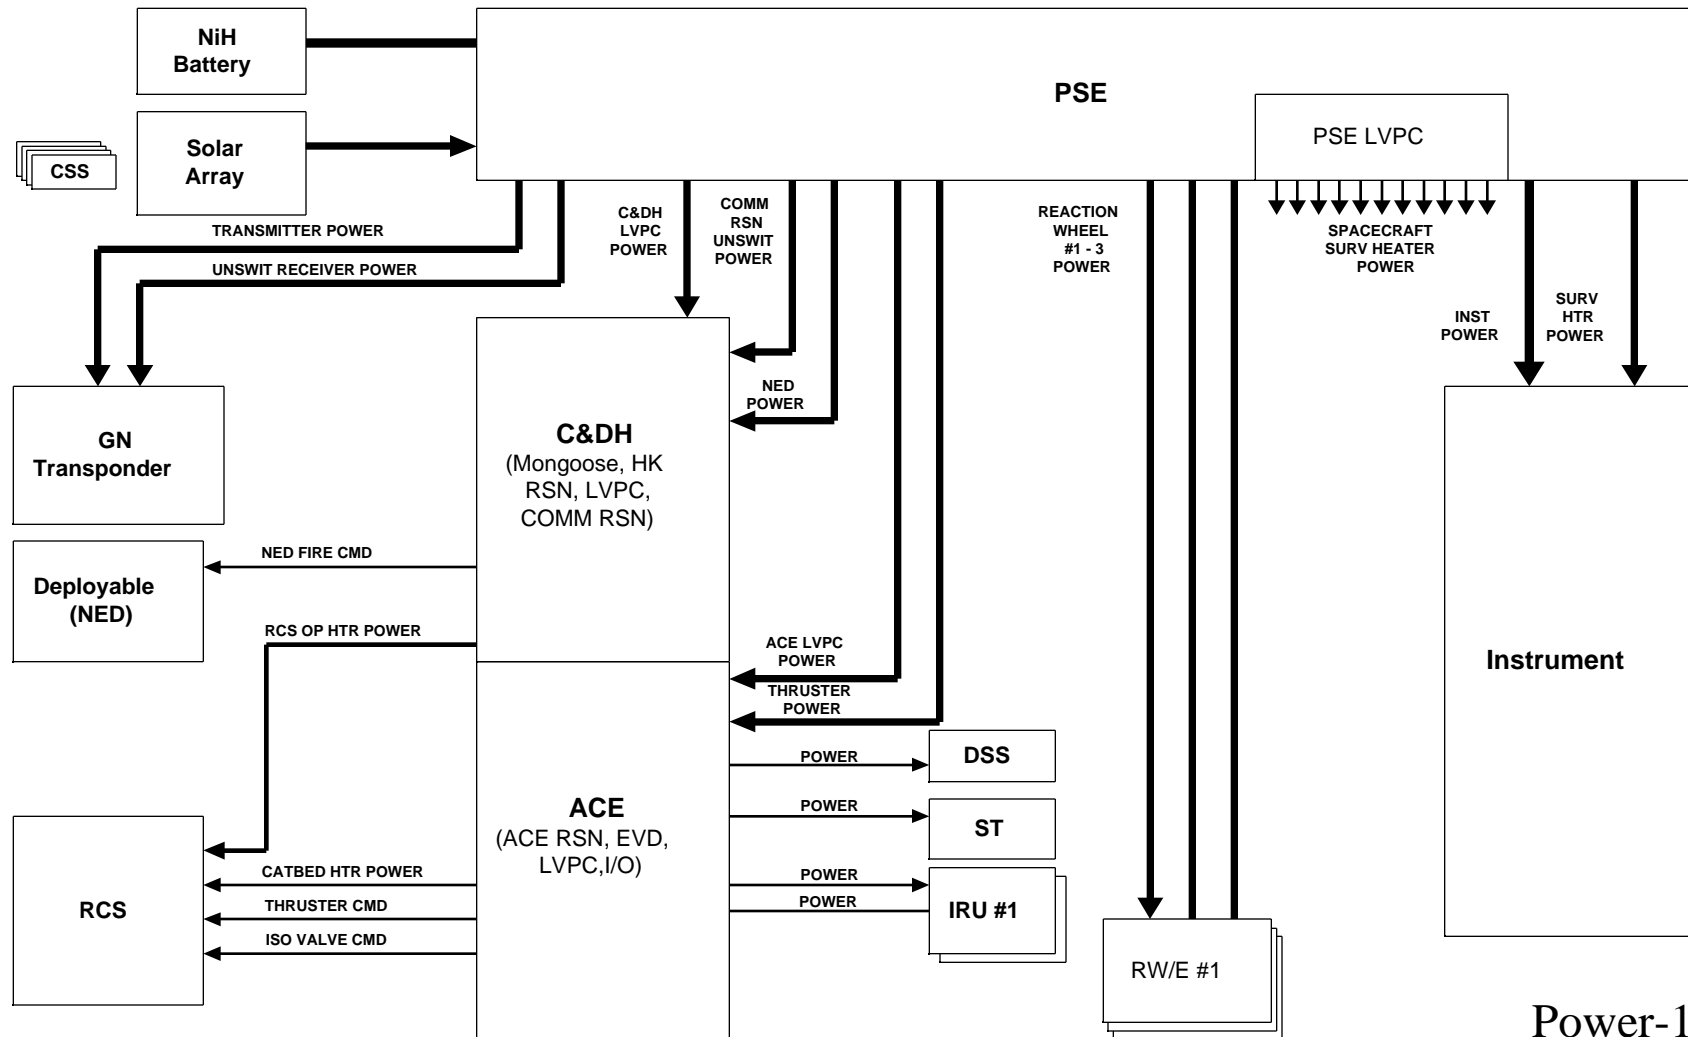 NiH
Battery
PSE
PSE LVPC
Solar
Array
CSS
TRANSMITTER POWER
UNSWIT RECEIVER POWER
C&DH
LVPC
POWER
COMM
RSN
UNSWIT
POWER
REACTION
WHEEL
#1 - 3
POWER
SPACECRAFT
SURV HEATER
POWER
INST
POWER
SURV
HTR
POWER
NED
POWER
GN
Transponder
C&DH
(Mongoose, HK
RSN, LVPC,
COMM RSN)
NED FIRE CMD
Deployable
(NED)
RCS OP HTR POWER
ACE LVPC
POWER
THRUSTER
POWER
Instrument
POWER
DSS
POWER
ST
ACE
(ACE RSN, EVD,
LVPC,I/O)
POWER
POWER
IRU #1
RCS
CATBED HTR POWER
THRUSTER CMD
ISO VALVE CMD
RW/E #1
Power-1